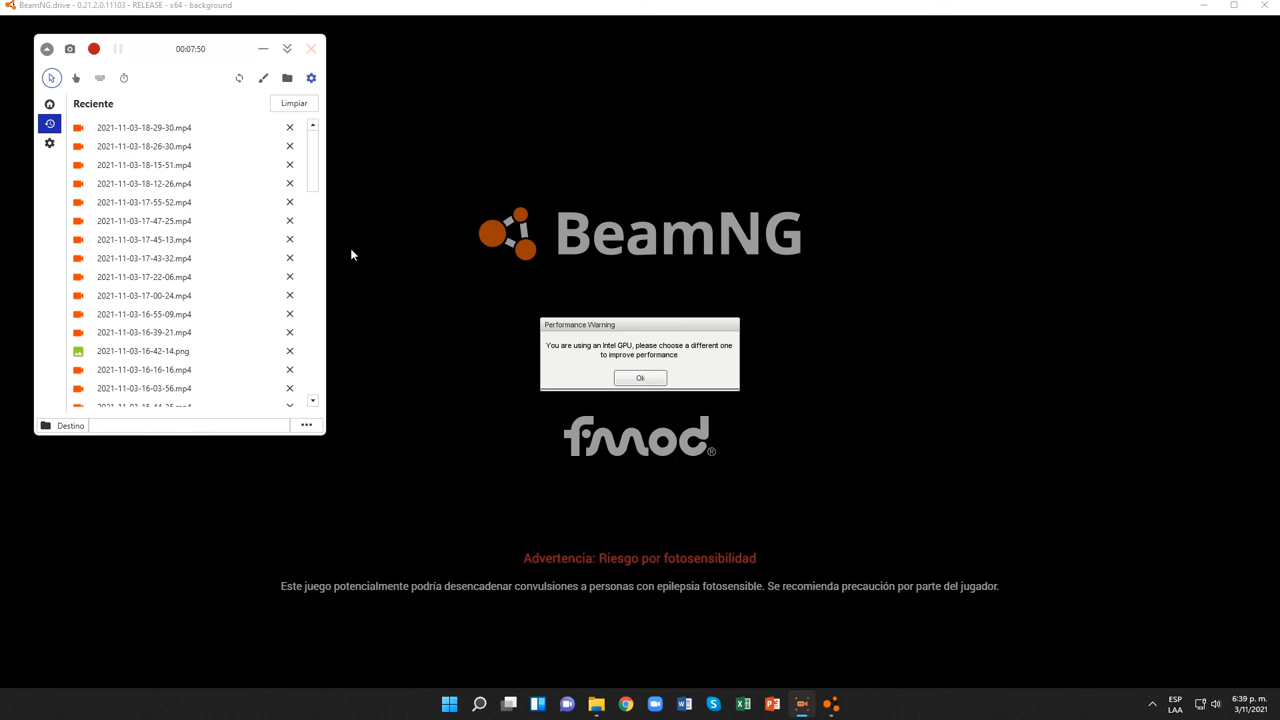 BeamNG.drive - 0.21.2.0.11103 - RELEASE - x64 - background
00:07:50
Reciente
Limpiar
2021-11-03-18-29-30.mp4
2021-11-03-18-26-30.mp4
2021-11-03-18-15-51.mp4
2021-11-03-18-12-26.mp4
2021-11-03-17-55-52.mp4
2021-11-03-17-47-25.mp4
2021-11-03-17-45-13.mp4
2021-11-03-17-43-32.mp4
2021-11-03-17-22-06.mp4
2021-11-03-17-00-24.mp4
2021-11-03-16-55-09.mp4
2021-11-03-16-39-21.mp4
2021-11-03-16-42-14.png
2021-11-03-16-16-16.mp4
2021-11-03-16-03-56.mp4
Destino
BeamNG
Performance Warning
You are using an Intel GPU, please choose a different one
to improve performance
Ok
fmod®
Advertencia: Riesgo por fotosensibilidad
Este juego potencialmente podría desencadenar convulsiones a personas con epilepsia fotosensible. Se recomienda precaución por parte del jugador.
ESP
LAA
6:39 p. m.
3/11/2021